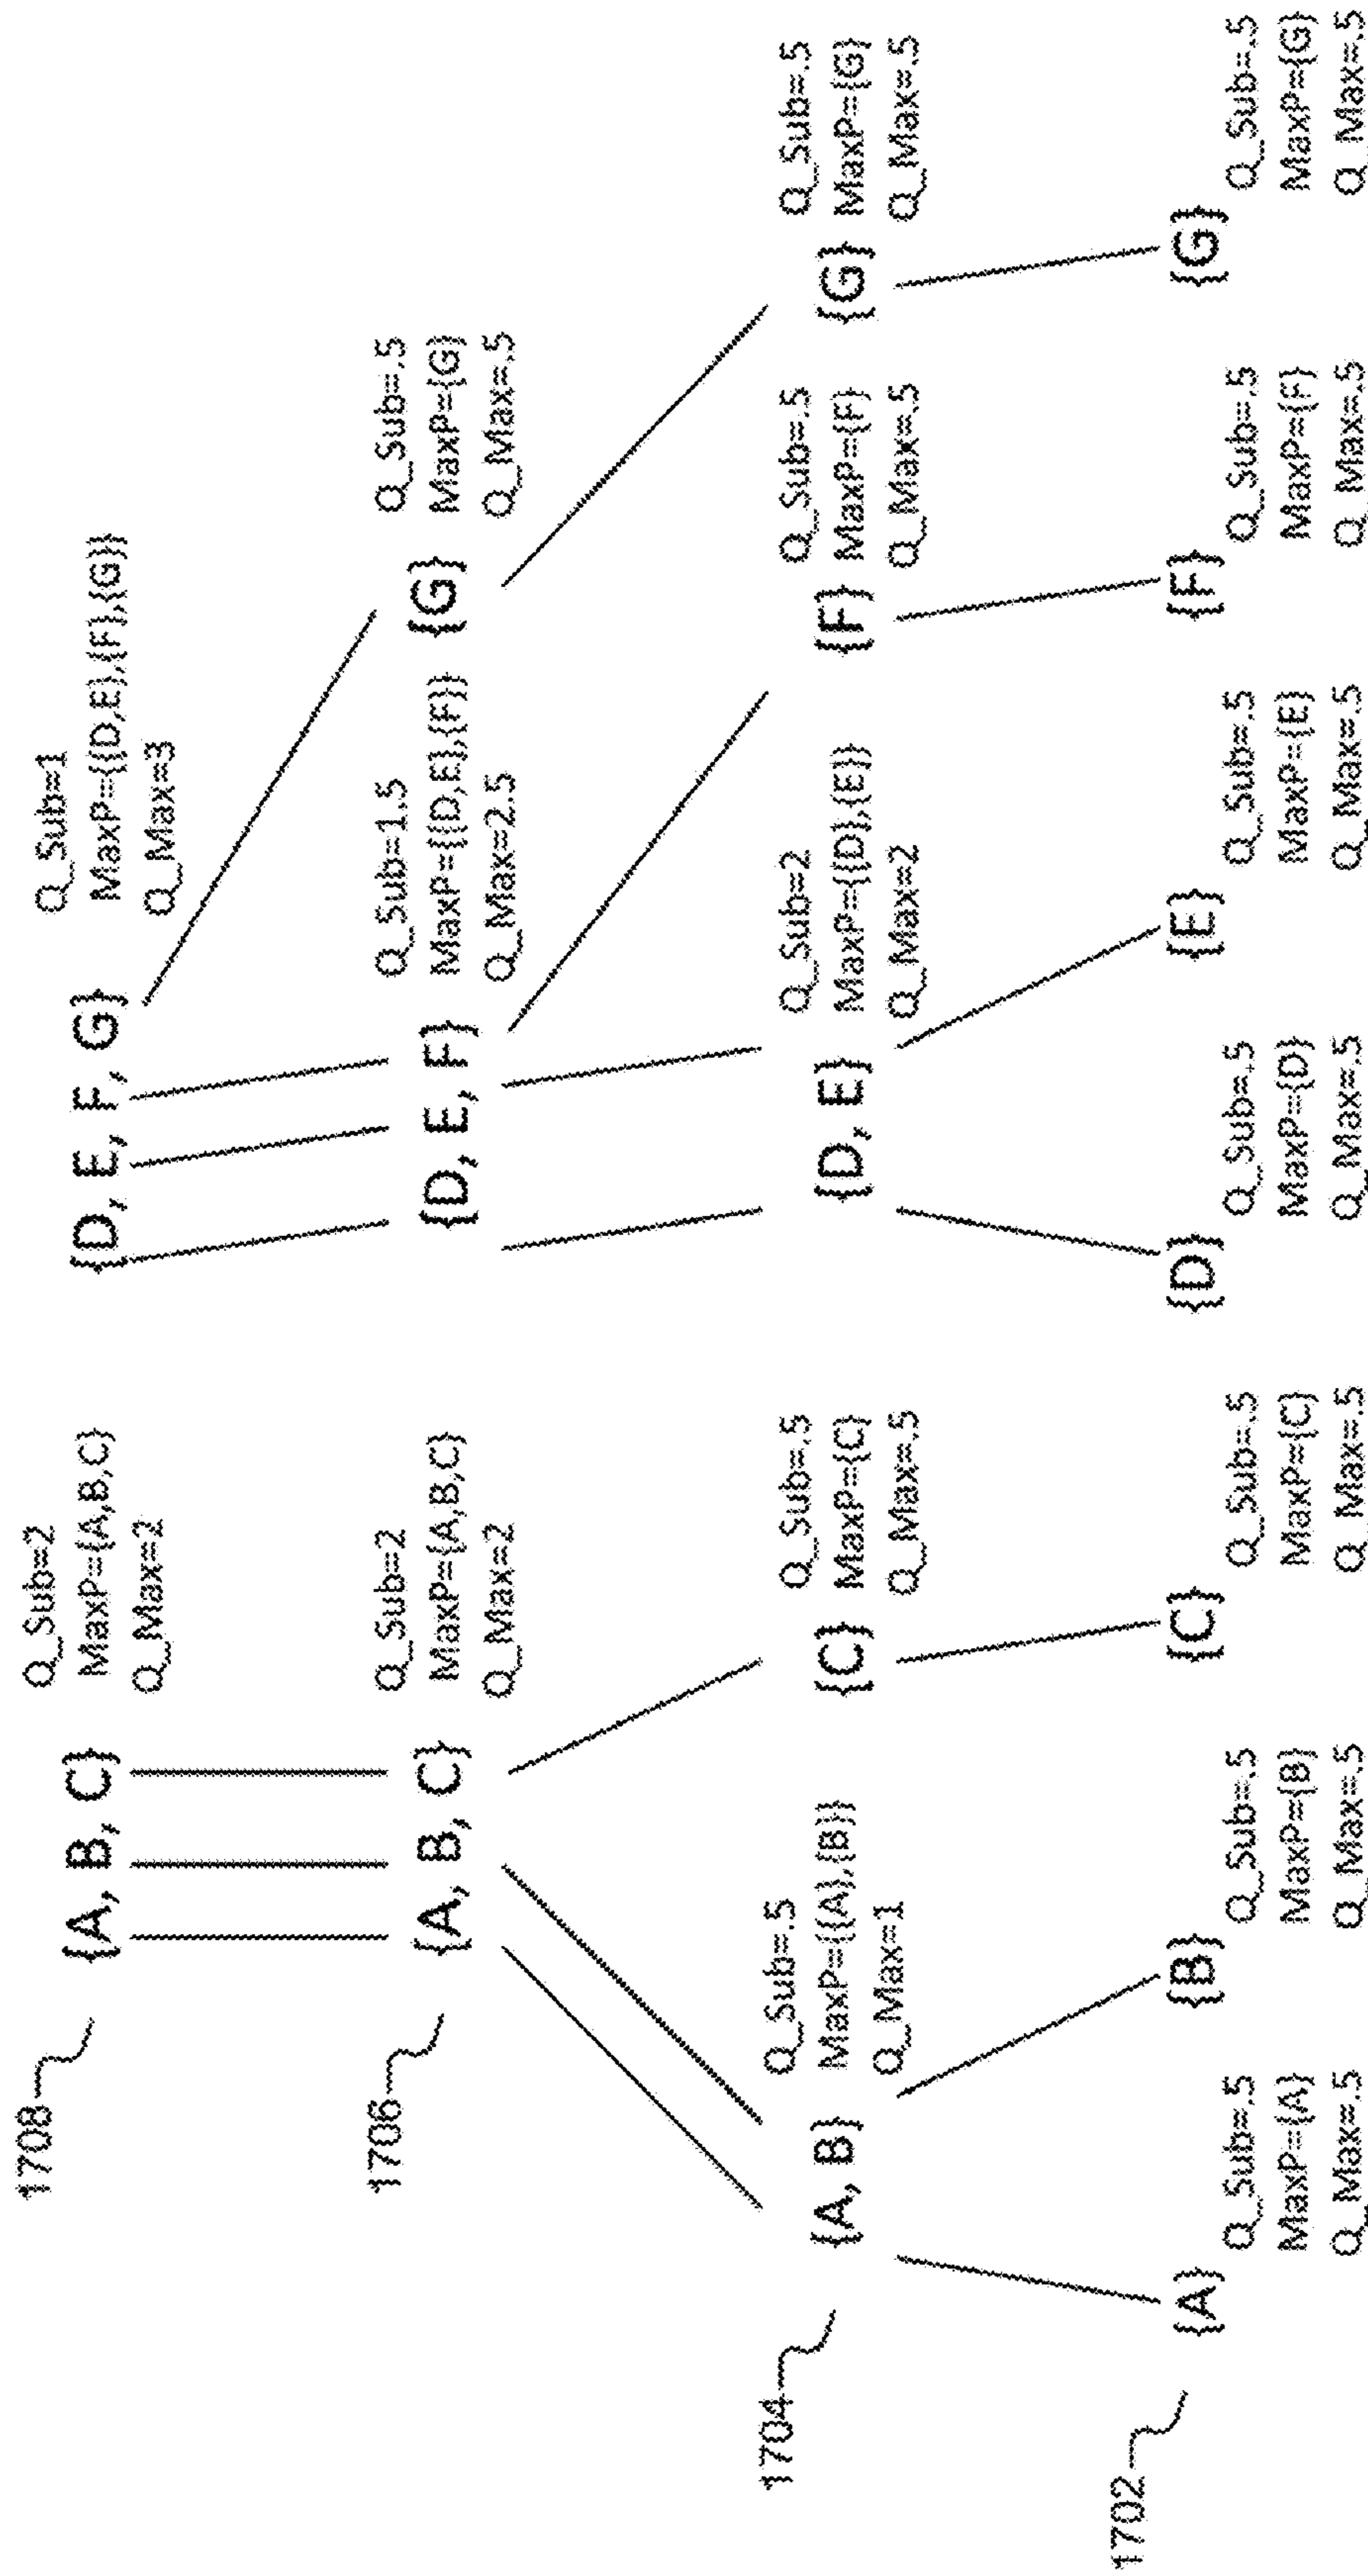 1708
{A, B, C}
Q_Sub=2
MaxP={A,B,C}
Q_Max=2
{D, E, F, G}
Q_Sub=1
MaxP={{D,E},{F},{G}}
Q_Max=3
1706
{A, B, C}
Q_Sub=2
MaxP={A,B,C}
Q_Max=2
{D, E, F}
Q_Sub=1.5
MaxP={{D,E},{F}}
Q_Max=2.5
{G}
Q_Sub=.5
MaxP={G}
Q_Max=.5
1704
{A, B}
Q_Sub=.5
MaxP={{A},{B}}
Q_Max=1
{C}
Q_Sub=.5
MaxP={C}
Q_Max=.5
{D, E}
Q_Sub=2
MaxP={{D},{E}}
Q_Max=2
{F}
Q_Sub=.5
MaxP={F}
Q_Max=.5
{G}
Q_Sub=.5
MaxP={G}
Q_Max=.5
1702
{A}
Q_Sub=.5
MaxP={A}
Q_Max=.5
{B}
Q_Sub=.5
MaxP={B}
Q_Max=.5
{C}
Q_Sub=.5
MaxP={C}
Q_Max=.5
{D}
Q_Sub=.5
MaxP={D}
Q_Max=.5
{E}
Q_Sub=.5
MaxP={E}
Q_Max=.5
{F}
Q_Sub=.5
MaxP={F}
Q_Max=.5
{G}
Q_Sub=.5
MaxP={G}
Q_Max=.5